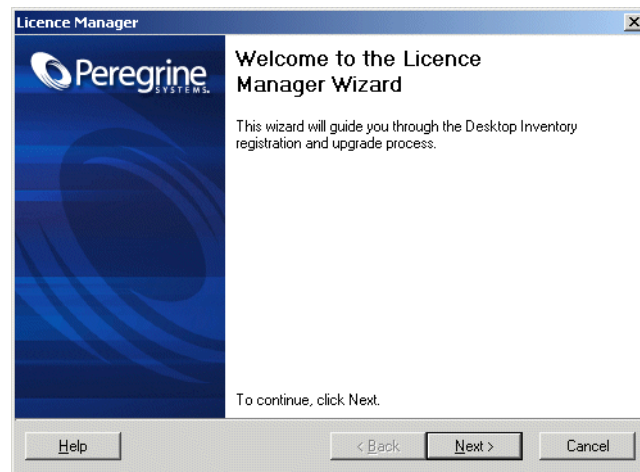 Licence Manager
Peregrine
SYSTEMS.
Welcome to the Licence
Manager Wizard
This wizard will guide you through the Desktop Inventory
registration and upgrade process.
To continue, click Next.
Help
< Back
Next >
Cancel